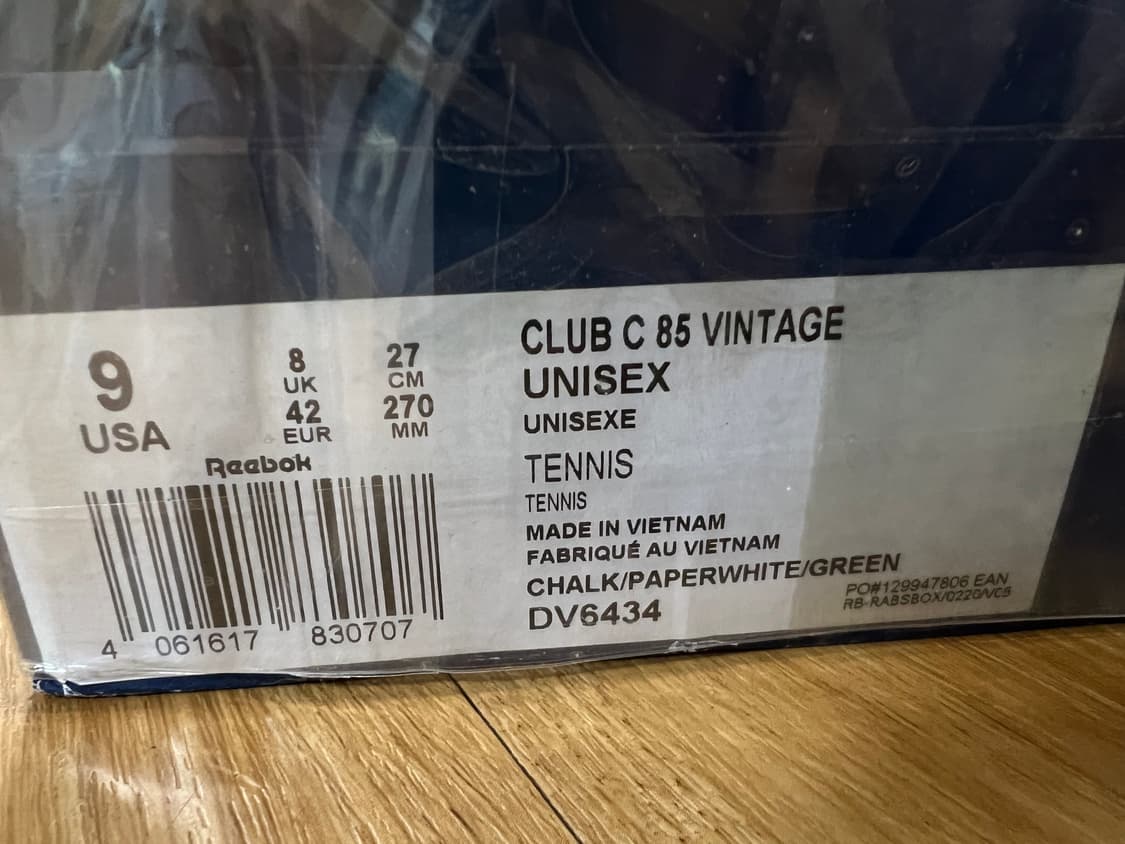 9
USA
8
UK
42
EUR
27
CM
270
MM
Reebok
4 061617 830707
CLUB C 85 VINTAGE
UNISEX
UNISEXE
TENNIS
TENNIS
MADE IN VIETNAM
FABRIQUÉ AU VIETNAM
CHALK/PAPERWHITE/GREEN
DV6434
PO#129947806 EAN
RB-RABSBOX/0220/VC5